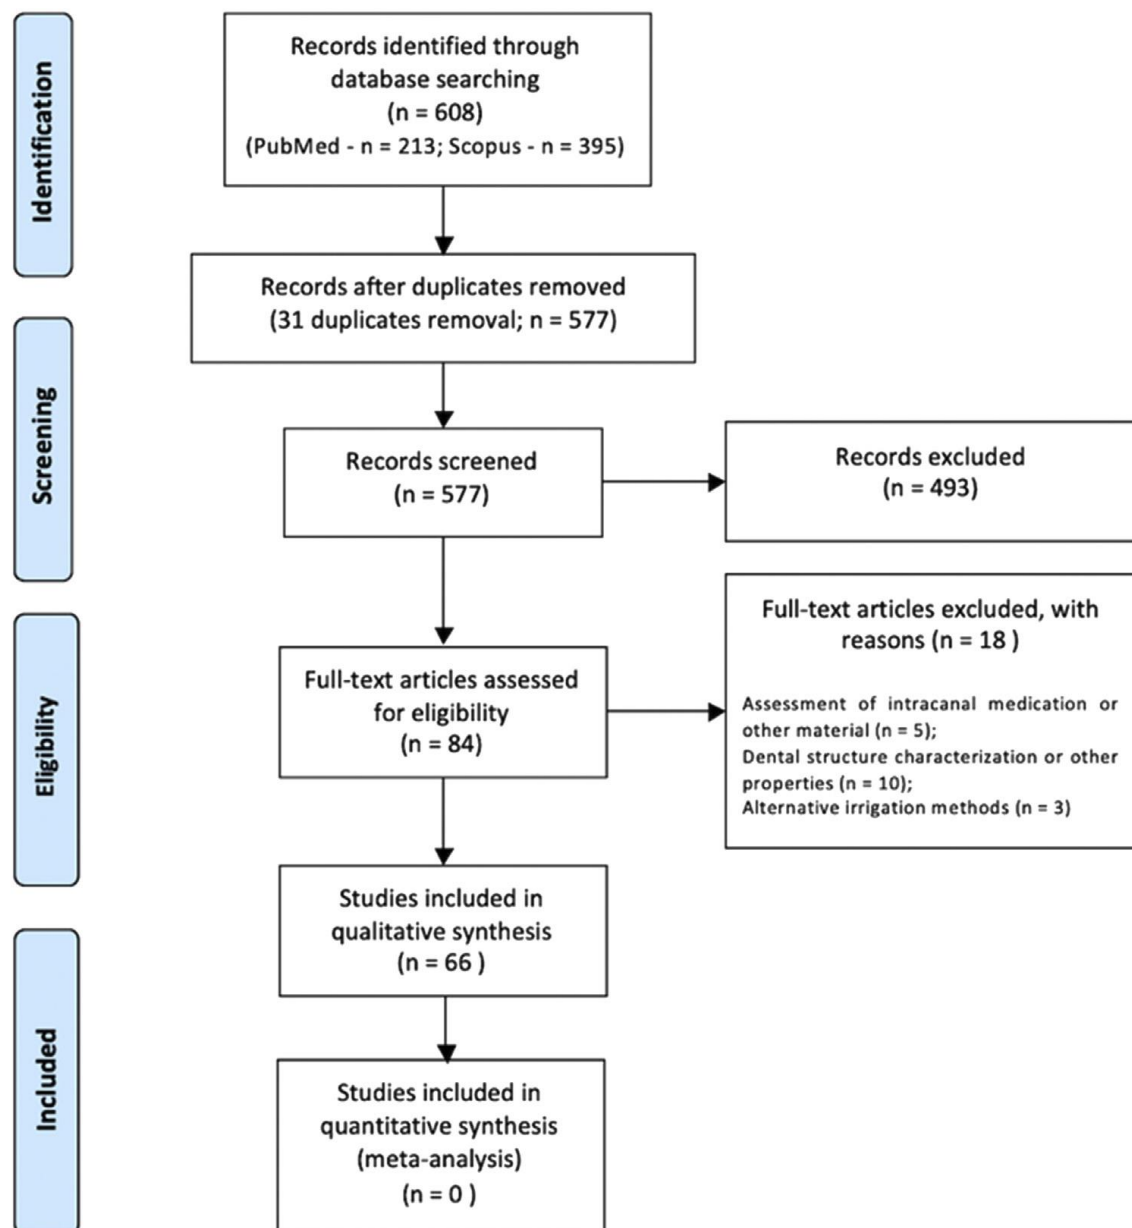 Identification
Records identified through
database searching
(n = 608)
(PubMed - n = 213; Scopus - n = 395)
Records after duplicates removed
(31 duplicates removal; n = 577)
Screening
Records screened
(n = 577)
Records excluded
(n = 493)
Eligibility
Full-text articles assessed
for eligibility
(n = 84)
Full-text articles excluded, with
reasons (n = 18 )
Assessment of intracanal medication or
other material (n = 5);
Dental structure characterization or other
properties (n = 10);
Alternative irrigation methods (n = 3)
Studies included in
qualitative synthesis
(n = 66 )
Included
Studies included in
quantitative synthesis
(meta-analysis)
(n = 0 )